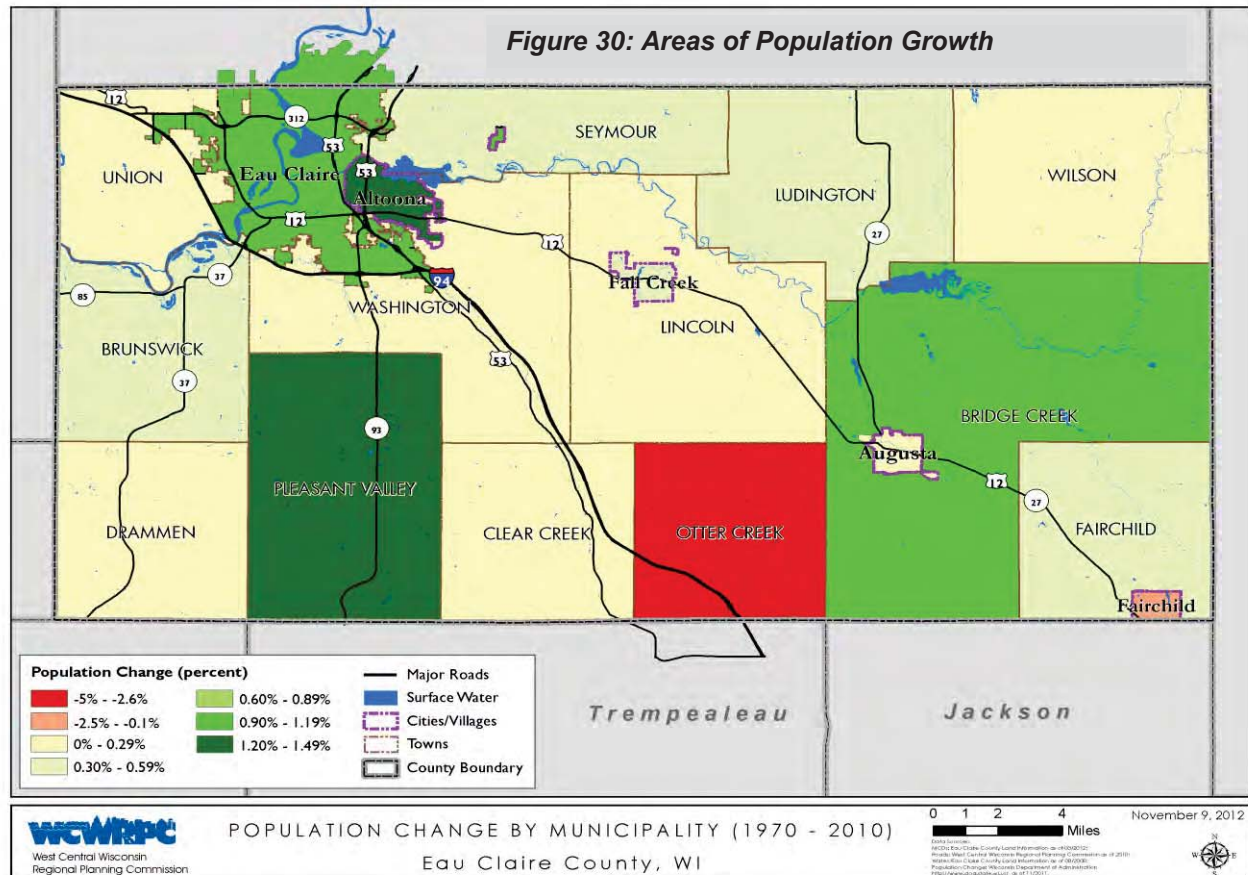 Figure 30: Areas of Population Growth
12
312
53
SEYMOUR
WILSON
UNION
Eau Claire
53
Altoona
LUDINGTON
12
12
27
37
94
Fall Creek
85
WASHINGTON
LINCOLN
BRUNSWICK
53
37
BRIDGE CREEK
93
Augusta
12
PLEASANT VALLEY
27
DRAMMEN
CLEAR CREEK
OTTER CREEK
FAIRCHILD
Fairchild
Population Change (percent)
-5% - -2.6%
-2.5% - -0.1%
0% - 0.29%
0.30% - 0.59%
0.60% - 0.89%
0.90% - 1.19%
1.20% - 1.49%
Major Roads
Surface Water
Cities/Villages
Towns
County Boundary
Trempealeau
Jackson
WCWRPC
West Central Wisconsin
Regional Planning Commission
POPULATION CHANGE BY MUNICIPALITY (1970 - 2010)
Eau Claire County, WI
0 1 2 4
Miles
November 9, 2012
N
W E
S